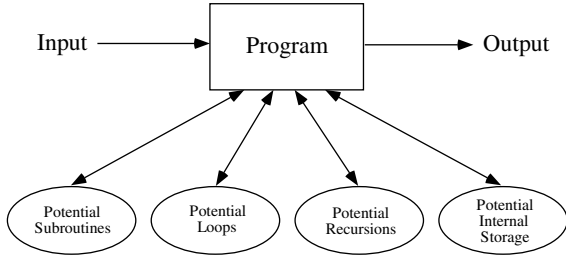 Input
Program
Output
Potential
Subroutines
Potential
Loops
Potential
Recursions
Potential
Internal
Storage